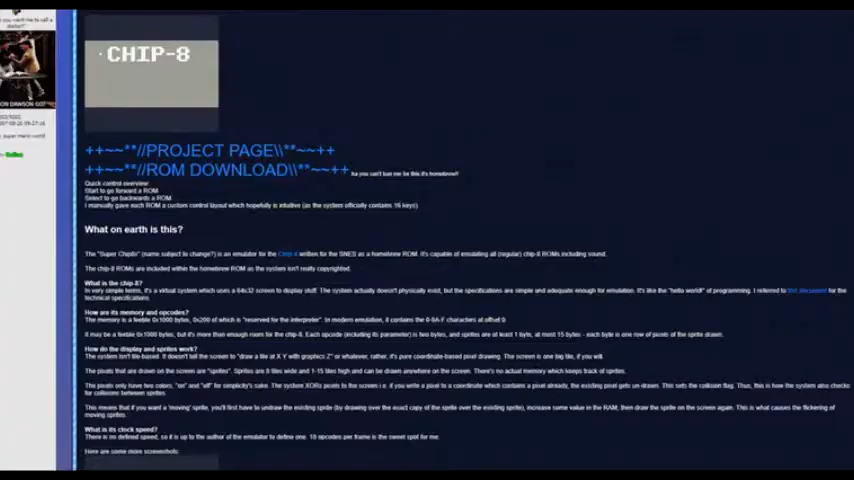 you want me to call a
doctor?"
CHIP-8
++~~**//PROJECT PAGE\\**~~++
++~~**//ROM DOWNLOAD\\**~~++ ha you can't ban me for this it's homebrew!!
ON DAWSON GOT
Quick control overview:
Start to go forward a ROM
Select to go backwards a ROM
I manually gave each ROM a custom control layout which hopefully is intuitive (as the system officially contains 16 keys)
super mario world
Online
What on earth is this?
The "Super Chip8x" (name subject to change?) is an emulator for the Chip-8 written for the SNES as a homebrew ROM. It's capable of emulating all (regular) chip-8 ROMs including sound.
The chip-8 ROMs are included within the homebrew ROM as the system isn't really copyrighted.
What is the chip-8?
In very simple terms, it's a virtual system which uses a 64x32 screen to display stuff. The system actually doesn't physically exist, but the specifications are simple and adequate enough for emulation. It's like the "hello world!" of programming. I referred to this document for the
technical specifications.
How are its memory and opcodes?
The memory is a feeble 0x1000 bytes, 0x200 of which is "reserved for the interpreter". In modern emulation, it contains the 0-9A-F characters at offset 0.
It may be a feeble 0x1000 bytes, but it's more than enough room for the chip-8. Each opcode (including its parameter) is two bytes, and sprites are at least 1 byte, at most 15 bytes - each byte is one row of pixels of the sprite drawn.
How do the display and sprites work?
The system isn't tile-based. It doesn't tell the screen to "draw a tile at X Y with graphics Z" or whatever, rather, it's pure coordinate-based pixel drawing. The screen is one big tile, if you will.
The pixels that are drawn on the screen are "sprites". Sprites are 8 tiles wide and 1-15 tiles high and can be drawn anywhere on the screen. There's no actual memory which keeps track of sprites.
The pixels only have two colors, "on" and "off" for simplicity's sake. The system XORs pixels to the screen i.e. if you write a pixel to a coordinate which contains a pixel already, the existing pixel gets un-drawn. This sets the collision flag. Thus, this is how the system also checks
for collisions between sprites.
This means that if you want a 'moving' sprite, you'll first have to undraw the existing sprite (by drawing over the exact copy of the sprite over the existing sprite), increase some value in the RAM, then draw the sprite on the screen again. This is what causes the flickering of
moving sprites.
What is its clock speed?
There is no defined speed, so it is up to the author of the emulator to define one. 10 opcodes per frame is the sweet spot for me.
Here are some more screenshots: